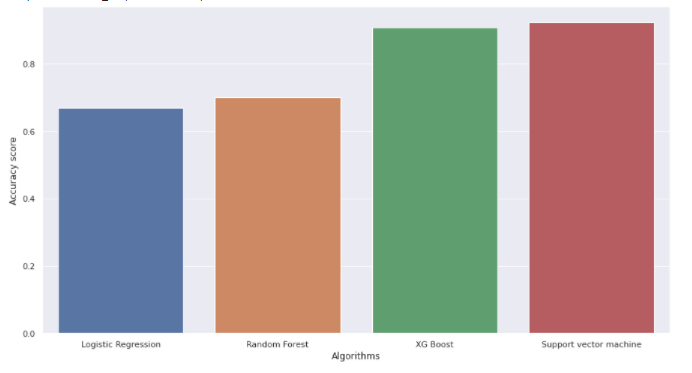 0.8
0.6
Accuracy score
0.4
0.2
0.0
Logistic Regression
Random Forest
XG Boost
Support vector machine
Algorithms